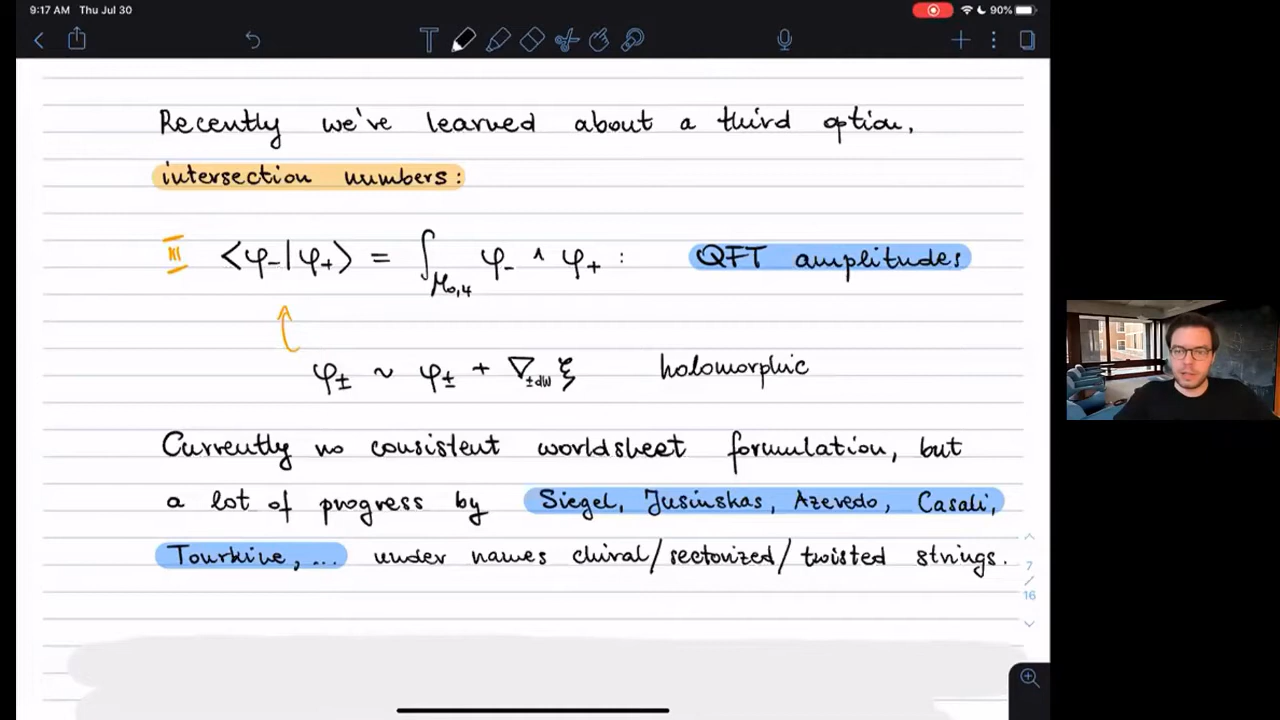 9:17 AM Thu Jul 30
90%
Recently we've learned about a third option,
intersection numbers:
III ⟨φ₋|φ₊⟩ = ∫_{M₀,₄} φ₋ ∧ φ₊ : QFT amplitudes
φ± ~ φ± + ∇_{±dW} ξ holomorphic
Currently no consistent worldsheet formulation, but
a lot of progress by Siegel, Jusinskas, Azevedo, Casali,
Tourkine, ... under names chiral/sectorized/twisted strings.
7
/
16